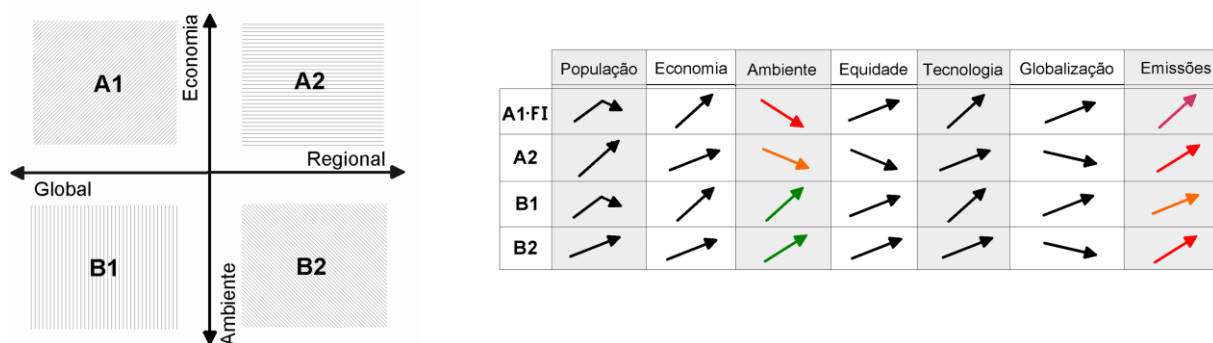 Economia
A1
A2
Regional
Global
B1
B2
Ambiente
População Economia Ambiente Equidade Tecnologia Globalização Emissões
A1·FI
A2
B1
B2